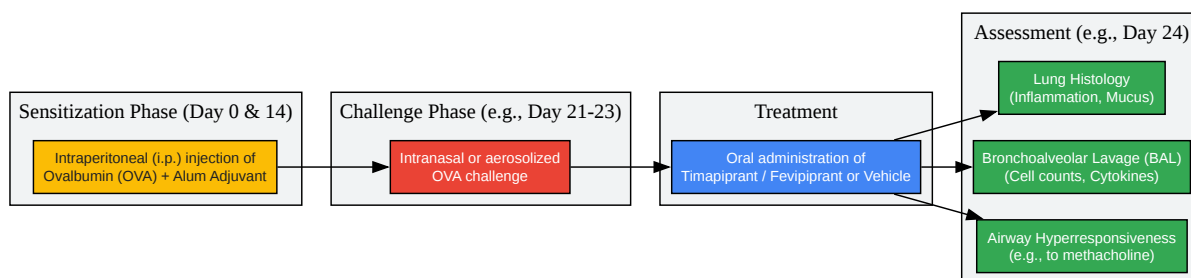 Sensitization Phase (Day 0 & 14)
Intraperitoneal (i.p.) injection of
Ovalbumin (OVA) + Alum Adjuvant
Challenge Phase (e.g., Day 21-23)
Intranasal or aerosolized
OVA challenge
Treatment
Oral administration of
Timapiprant / Fevipiprant or Vehicle
Assessment (e.g., Day 24)
Lung Histology
(Inflammation, Mucus)
Bronchoalveolar Lavage (BAL)
(Cell counts, Cytokines)
Airway Hyperresponsiveness
(e.g., to methacholine)